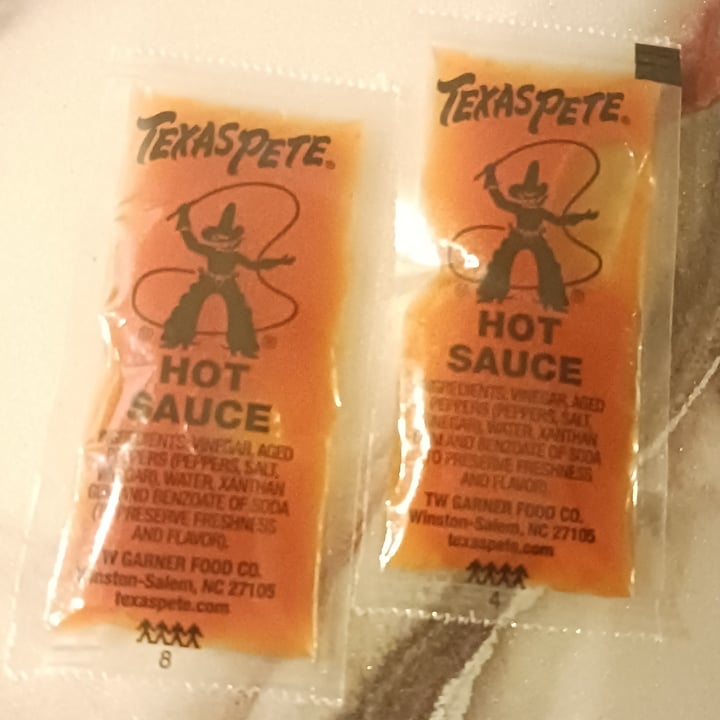 TEXAS PETE®
®
®
HOT
SAUCE
INGREDIENTS: VINEGAR, AGED
PEPPERS (PEPPERS, SALT,
VINEGAR), WATER, XANTHAN
GUM AND BENZOATE OF SODA
(TO PRESERVE FRESHNESS
AND FLAVOR).
TW GARNER FOOD CO.
Winston-Salem, NC 27105
texaspete.com
8
TEXAS PETE®
®
®
HOT
SAUCE
INGREDIENTS: VINEGAR, AGED
PEPPERS (PEPPERS, SALT,
VINEGAR), WATER, XANTHAN
GUM AND BENZOATE OF SODA
(TO PRESERVE FRESHNESS
AND FLAVOR).
TW GARNER FOOD CO.
Winston-Salem, NC 27105
texaspete.com
4